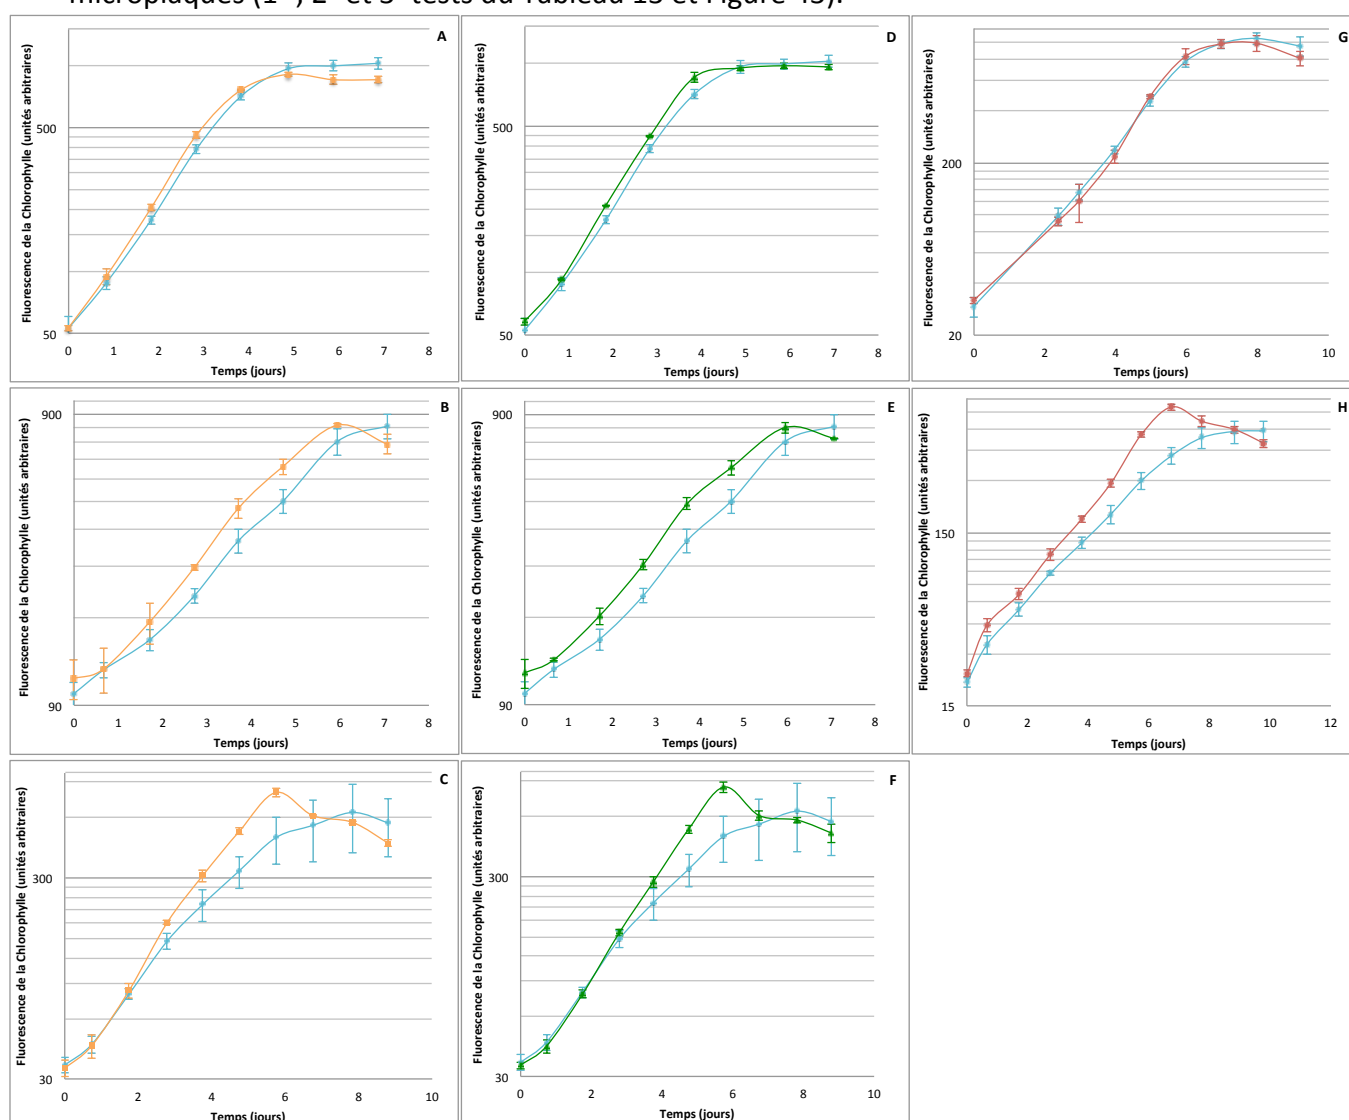 microplaques (1 , 2 et 3 tests du Tableau et Figure
A
Fluorescence de la Chlorophylle (unités arbitraires)
500
50
0 1 2 3 4 5 6 7 8
Temps (jours)
D
Fluorescence de la Chlorophylle (unités arbitraires)
500
50
0 1 2 3 4 5 6 7 8
Temps (jours)
G
Fluorescence de la Chlorophylle (unités arbitraires)
200
20
0 2 4 6 8 10
Temps (jours)
B
Fluorescence de la Chlorophylle (unités arbitraires)
900
90
0 1 2 3 4 5 6 7 8
Temps (jours)
E
Fluorescence de la Chlorophylle (unités arbitraires)
900
90
0 1 2 3 4 5 6 7 8
Temps (jours)
H
Fluorescence de la Chlorophylle (unités arbitraires)
150
15
0 2 4 6 8 10 12
Temps (jours)
C
Fluorescence de la Chlorophylle (unités arbitraires)
300
30
0 2 4 6 8 10
Temps (jours)
F
Fluorescence de la Chlorophylle (unités arbitraires)
300
30
0 2 4 6 8 10
Temps (jours)